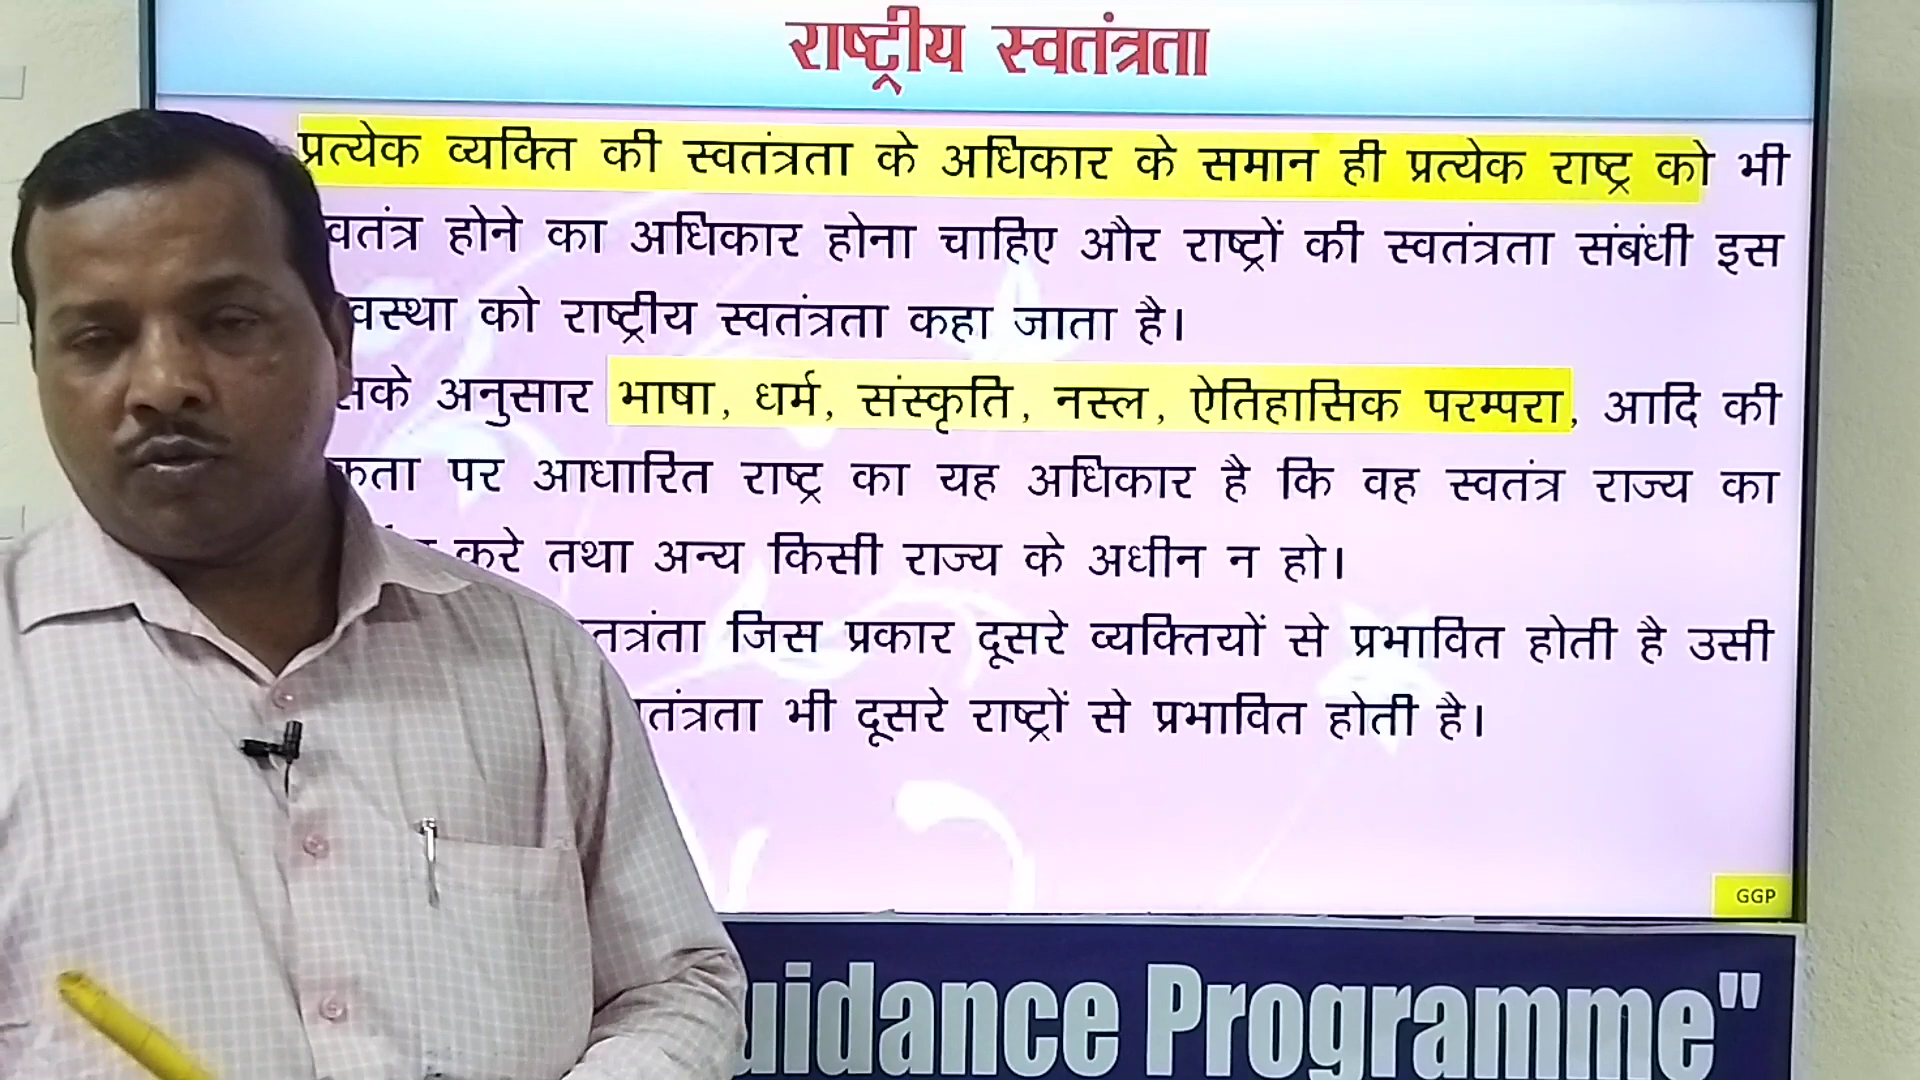 राष्ट्रीय स्वतंत्रता
प्रत्येक व्यक्ति की स्वतंत्रता के अधिकार के समान ही प्रत्येक राष्ट्र को भी
वतंत्र होने का अधिकार होना चाहिए और राष्ट्रों की स्वतंत्रता संबंधी इस
वस्था को राष्ट्रीय स्वतंत्रता कहा जाता है।
सके अनुसार भाषा, धर्म, संस्कृति, नस्ल, ऐतिहासिक परम्परा, आदि की
कता पर आधारित राष्ट्र का यह अधिकार है कि वह स्वतंत्र राज्य का
करे तथा अन्य किसी राज्य के अधीन न हो।
तत्रंता जिस प्रकार दूसरे व्यक्तियों से प्रभावित होती है उसी
तंत्रता भी दूसरे राष्ट्रों से प्रभावित होती है।
GGP
uidance Programme"